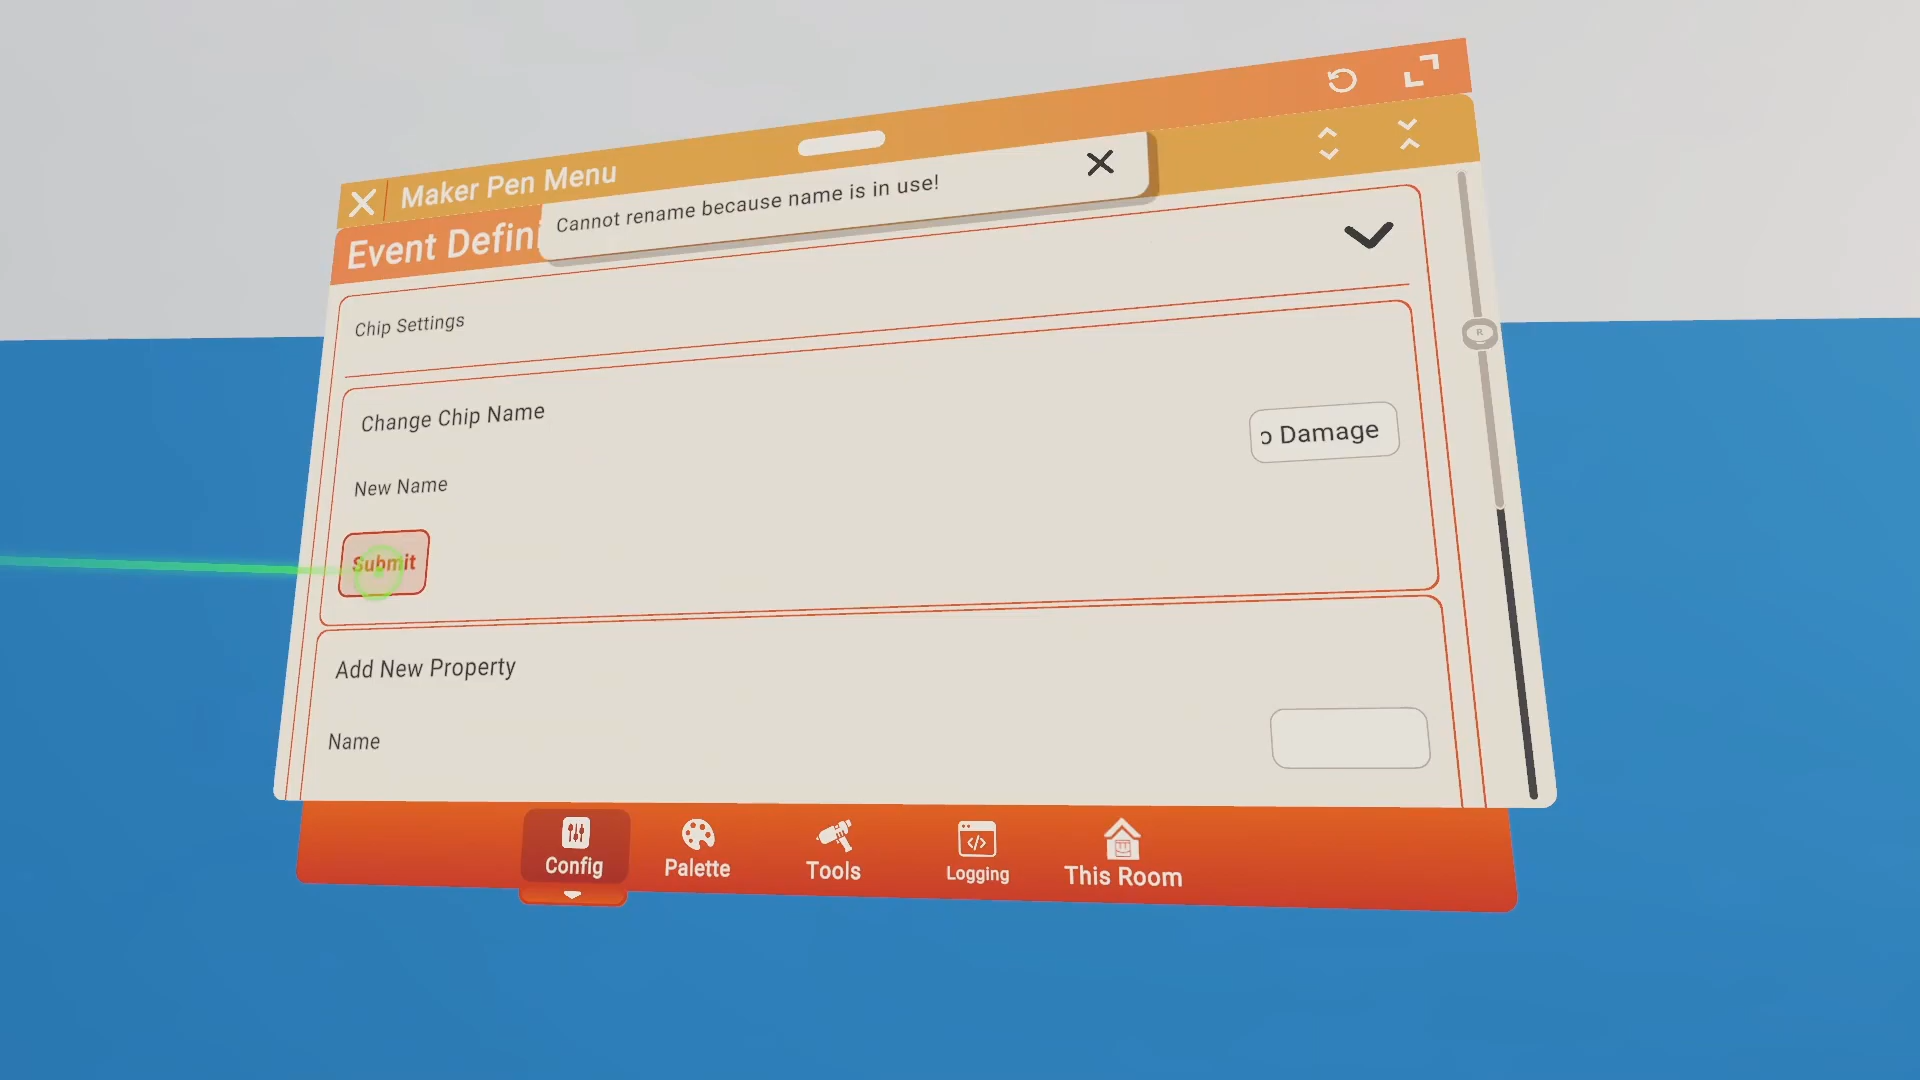 Maker Pen Menu
Cannot rename because name is in use!
Event Defini
Chip Settings
Change Chip Name
Damage
New Name
Submit
Add New Property
Name
R
Config
Palette
Tools
Logging
This Room